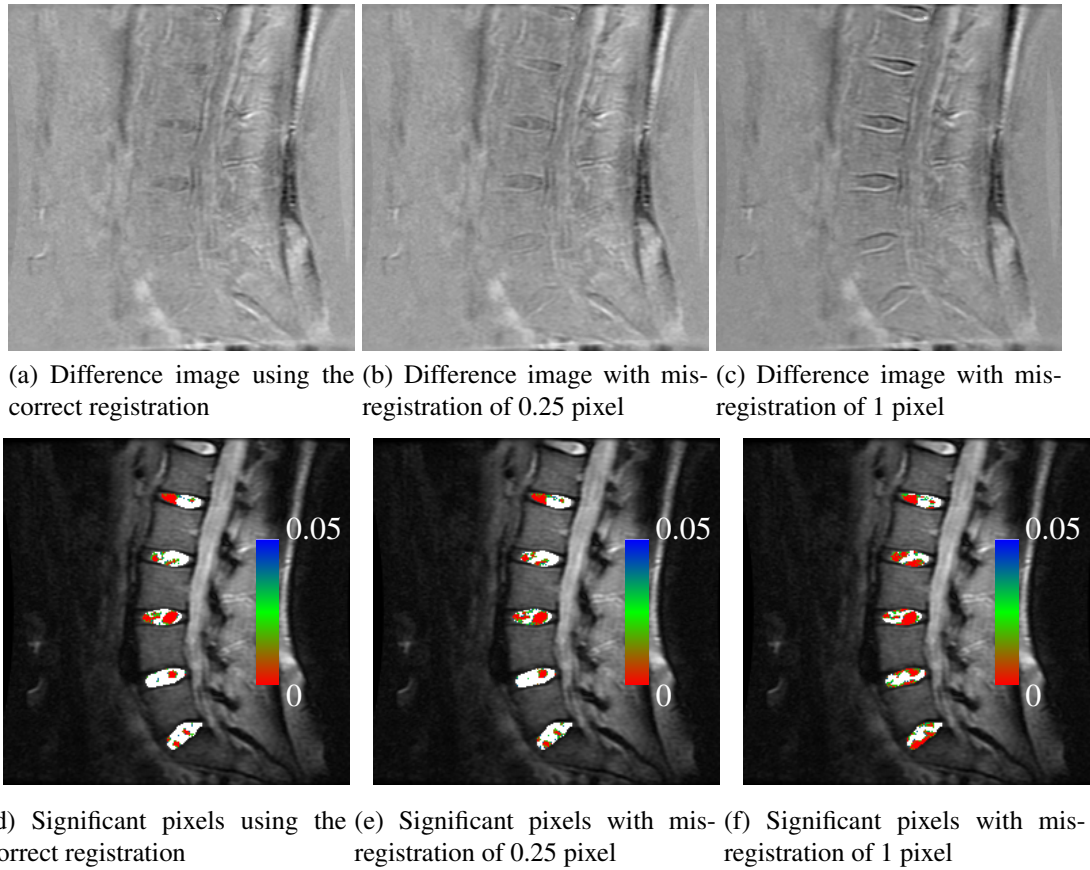 (a) Difference image using the
correct registration
(b) Difference image with mis-
registration of 0.25 pixel
(c) Difference image with mis-
registration of 1 pixel
0.05
0
0.05
0
0.05
0
d) Significant pixels using the
orrect registration
(e) Significant pixels with mis-
registration of 0.25 pixel
(f) Significant pixels with mis-
registration of 1 pixel